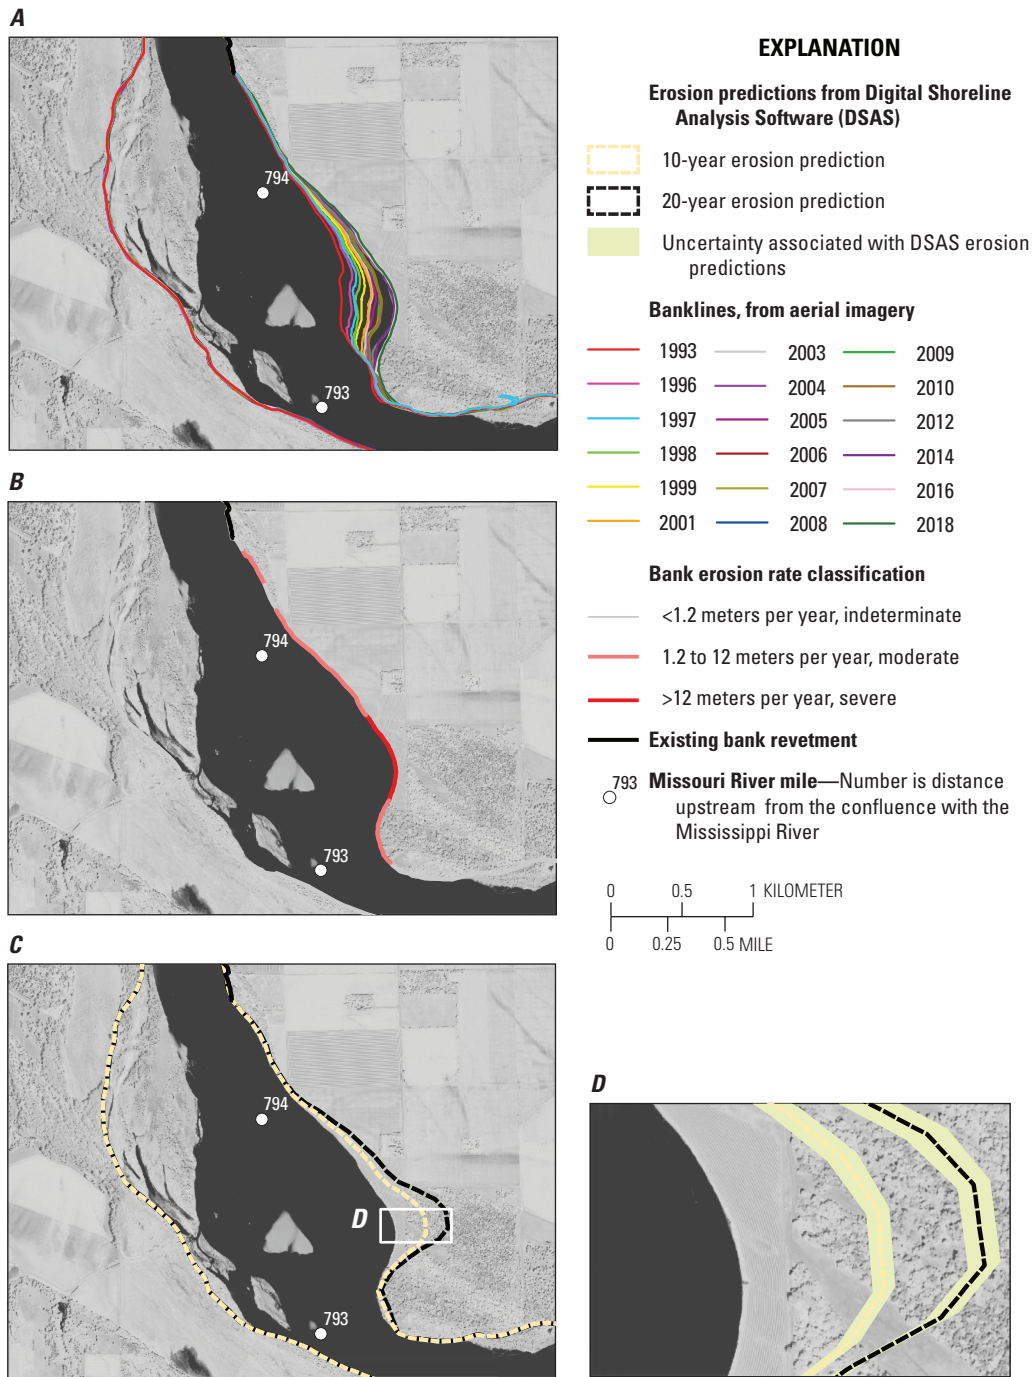 A
794
793
B
794
793
C
794
D
793
EXPLANATION
Erosion predictions from Digital Shoreline
Analysis Software (DSAS)
10-year erosion prediction
20-year erosion prediction
Uncertainty associated with DSAS erosion
predictions
Banklines, from aerial imagery
1993 2003 2009
1996 2004 2010
1997 2005 2012
1998 2006 2014
1999 2007 2016
2001 2008 2018
Bank erosion rate classification
<1.2 meters per year, indeterminate
1.2 to 12 meters per year, moderate
>12 meters per year, severe
Existing bank revetment
793 Missouri River mile—Number is distance
upstream from the confluence with the
Mississippi River
0 0.5 1 KILOMETER
0 0.25 0.5 MILE
D